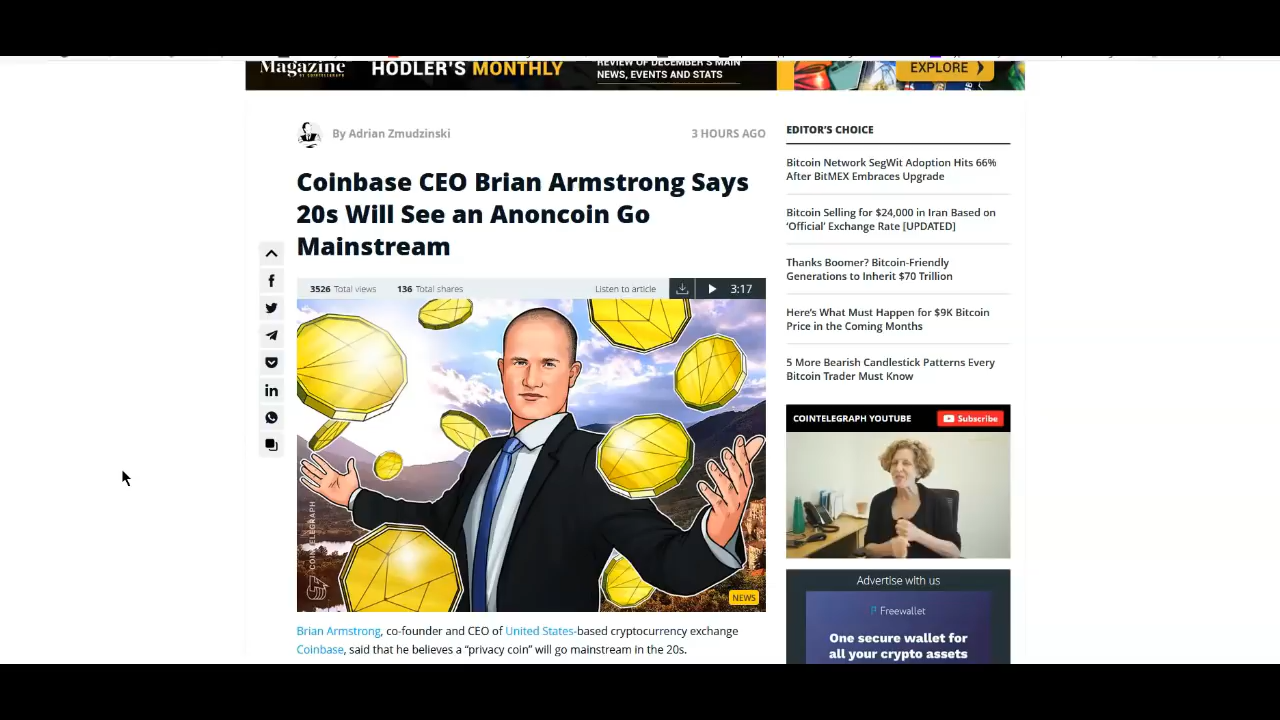 Magazine
BY COINTELEGRAPH
HODLER'S MONTHLY
REVIEW OF DECEMBER'S MAIN
NEWS, EVENTS AND STATS
EXPLORE
By Adrian Zmudzinski
3 HOURS AGO
Coinbase CEO Brian Armstrong Says
20s Will See an Anoncoin Go
Mainstream
3526 Total views
136 Total shares
Listen to article
3:17
COINTELEGRAPH
NEWS
Brian Armstrong, co-founder and CEO of United States-based cryptocurrency exchange
Coinbase, said that he believes a “privacy coin” will go mainstream in the 20s.
EDITOR'S CHOICE
Bitcoin Network SegWit Adoption Hits 66%
After BitMEX Embraces Upgrade
Bitcoin Selling for $24,000 in Iran Based on
‘Official’ Exchange Rate [UPDATED]
Thanks Boomer? Bitcoin-Friendly
Generations to Inherit $70 Trillion
Here’s What Must Happen for $9K Bitcoin
Price in the Coming Months
5 More Bearish Candlestick Patterns Every
Bitcoin Trader Must Know
COINTELEGRAPH YOUTUBE
Subscribe
Advertise with us
Freewallet
One secure wallet for
all your crypto assets